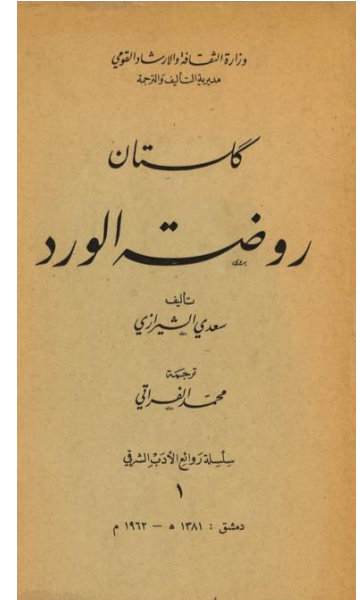 وزارة الثقافة والارشاد القومي
مديرية التأليف والترجمة
گلستان
روضة الورد
تأليف
سعدي الشيرازي
ترجمة
محمد الفراتي
سلسلة روائع الأدب الشرقي
١
دمشق : ١٣٨١ ه — ١٩٦٢ م